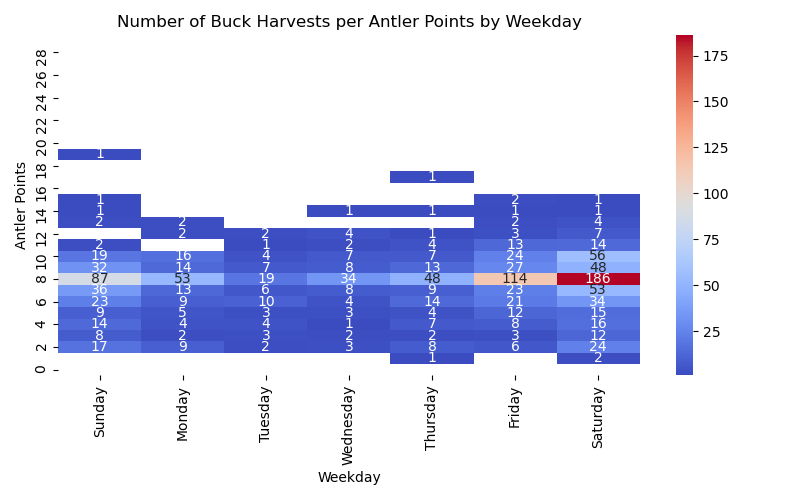 Number of Buck Harvests per Antler Points by Weekday
Antler Points
28
26
24
22
20
18
16
14
12
10
8
6
4
2
0
1
1
1 2 1
1 1 1 1 1
2 2 2 4
2 2 4 1 3 7
2 1 2 4 13 14
19 16 4 7 7 24 56
32 14 7 8 13 27 48
87 53 19 34 48 114 186
36 13 6 8 9 23 53
23 9 10 4 14 21 34
9 5 3 3 4 12 15
14 4 4 1 7 8 16
8 2 3 2 2 3 12
17 9 2 3 8 6 24
1 2
Sunday
Monday
Tuesday
Wednesday
Thursday
Friday
Saturday
Weekday
175
150
125
100
75
50
25